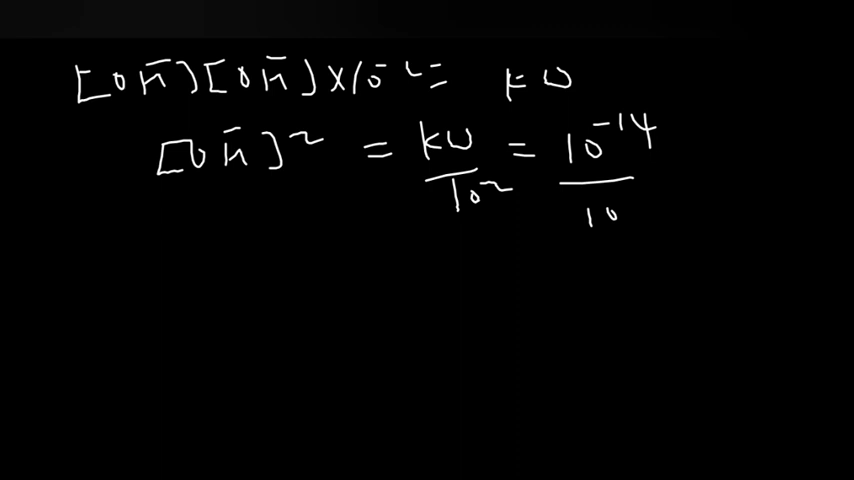 [OH̄][OH̄]×10⁻² = kw
[OH̄]² = kw/10⁻² = 10⁻¹⁴/10